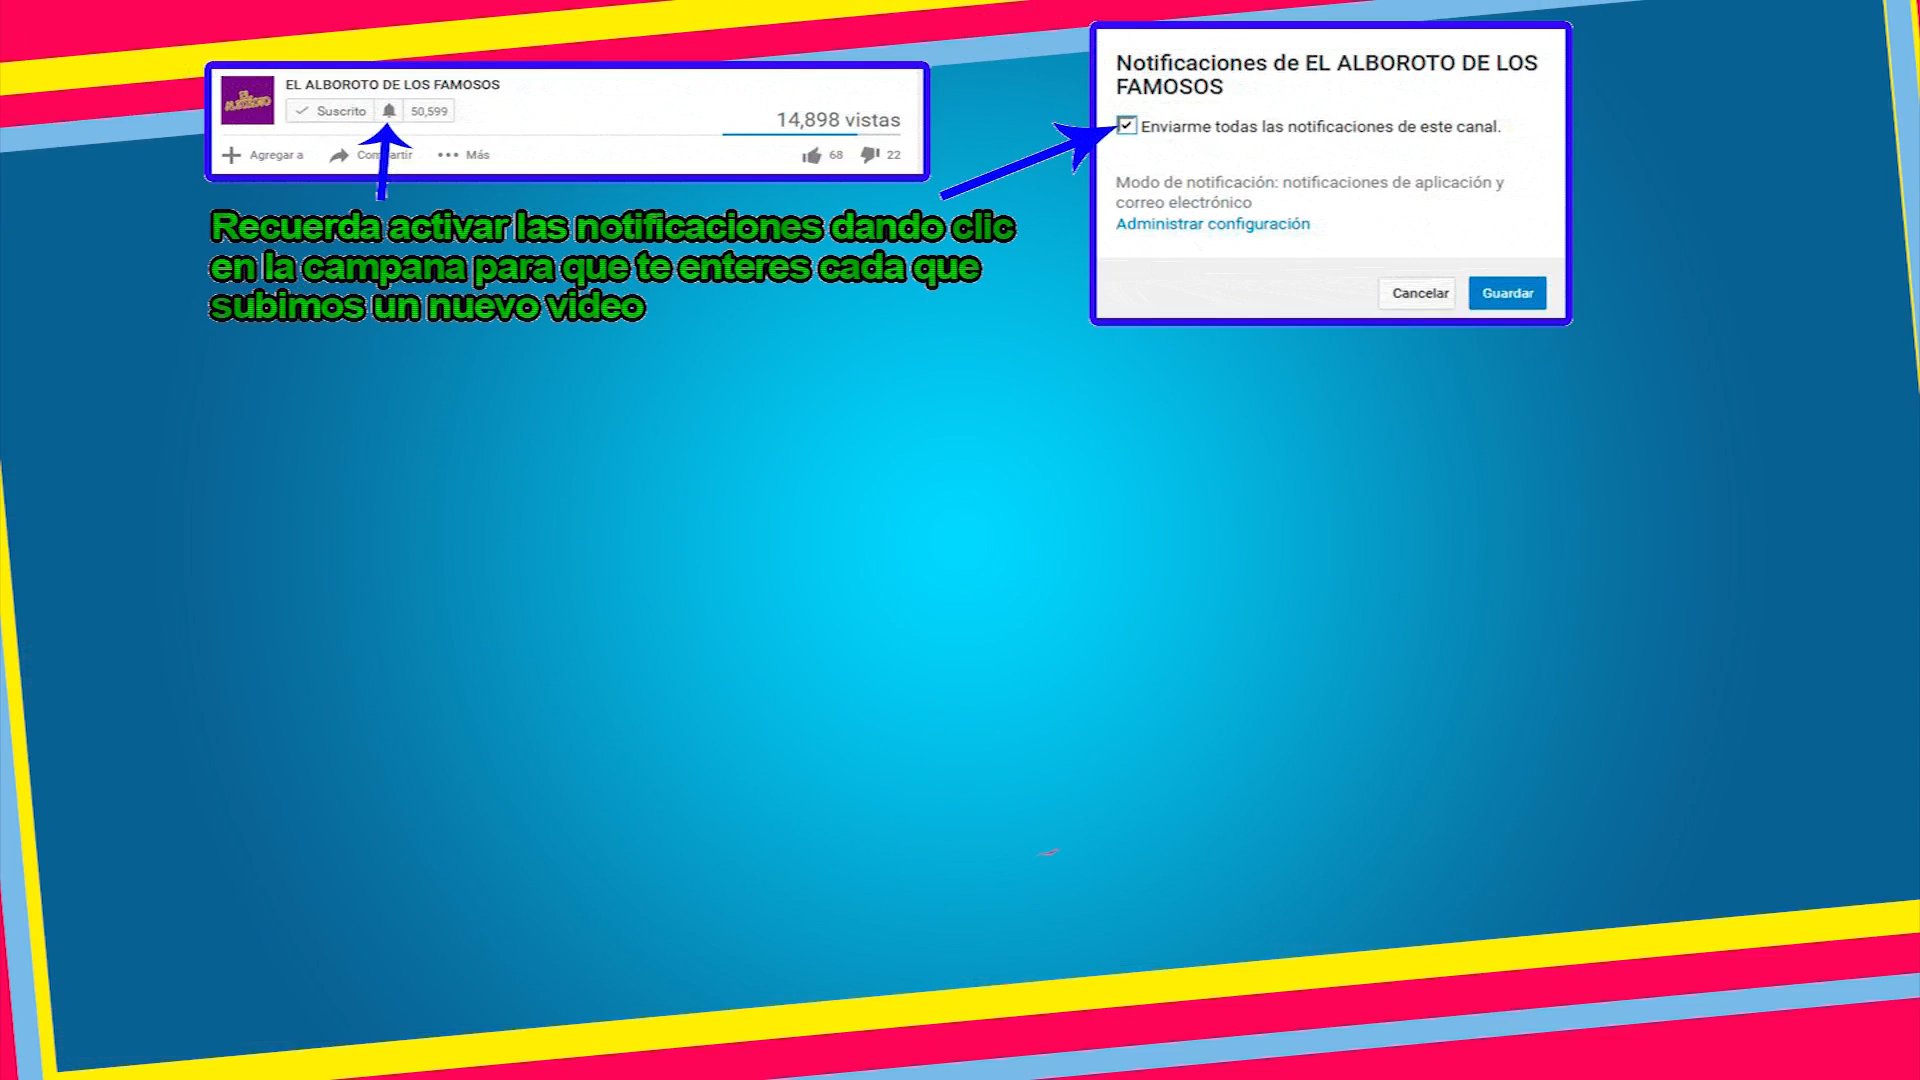 EL ALBOROTO
EL ALBOROTO DE LOS FAMOSOS
Suscrito 50,599
14,898 vistas
Agregar a Compartir Más 68 22
Recuerda activar las notificaciones dando clic
en la campana para que te enteres cada que
subimos un nuevo video
Notificaciones de EL ALBOROTO DE LOS
FAMOSOS
Enviarme todas las notificaciones de este canal.
Modo de notificación: notificaciones de aplicación y
correo electrónico
Administrar configuración
Cancelar Guardar